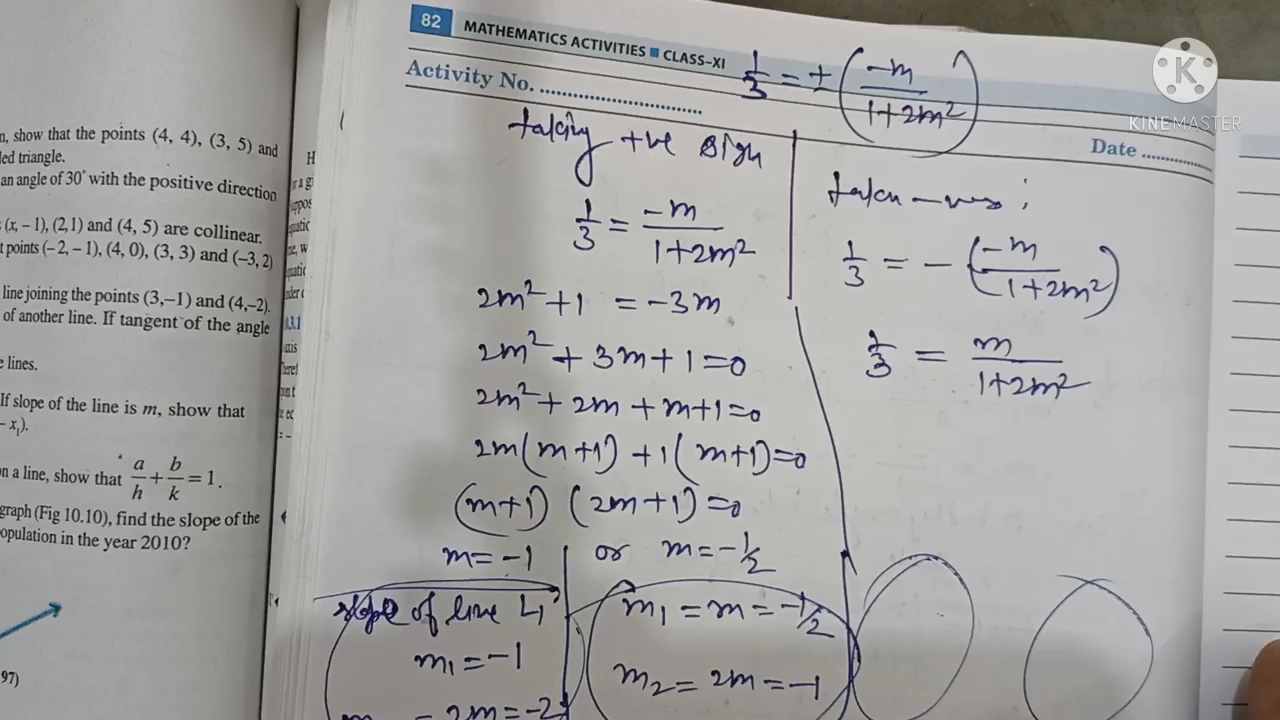 82 MATHEMATICS ACTIVITIES ■ CLASS–XI
Activity No. ................................
Date ............
KINEMASTER
n, show that the points (4, 4), (3, 5) and
led triangle.
an angle of 30° with the positive direction
(x, – 1), (2,1) and (4, 5) are collinear.
t points (–2, –1), (4, 0), (3, 3) and (–3, 2)
line joining the points (3,–1) and (4,–2).
of another line. If tangent of the angle
e lines.
If slope of the line is m, show that
– x₁).
on a line, show that a/h + b/k = 1.
graph (Fig 10.10), find the slope of the
opulation in the year 2010?
97)
1/3 = ± (-m/(1+2m²))
taking +ve sign
1/3 = -m/(1+2m²)
2m² + 1 = -3m
2m² + 3m + 1 = 0
2m² + 2m + m + 1 = 0
2m(m+1) + 1(m+1) = 0
(m+1) (2m+1) = 0
m = -1 or m = -1/2
slope of line L₁
m₁ = -1
= 2m = -2
m₁ = m = -1/2
m₂ = 2m = -1
1/3 = - (-m/(1+2m²))
1/3 = m/(1+2m²)